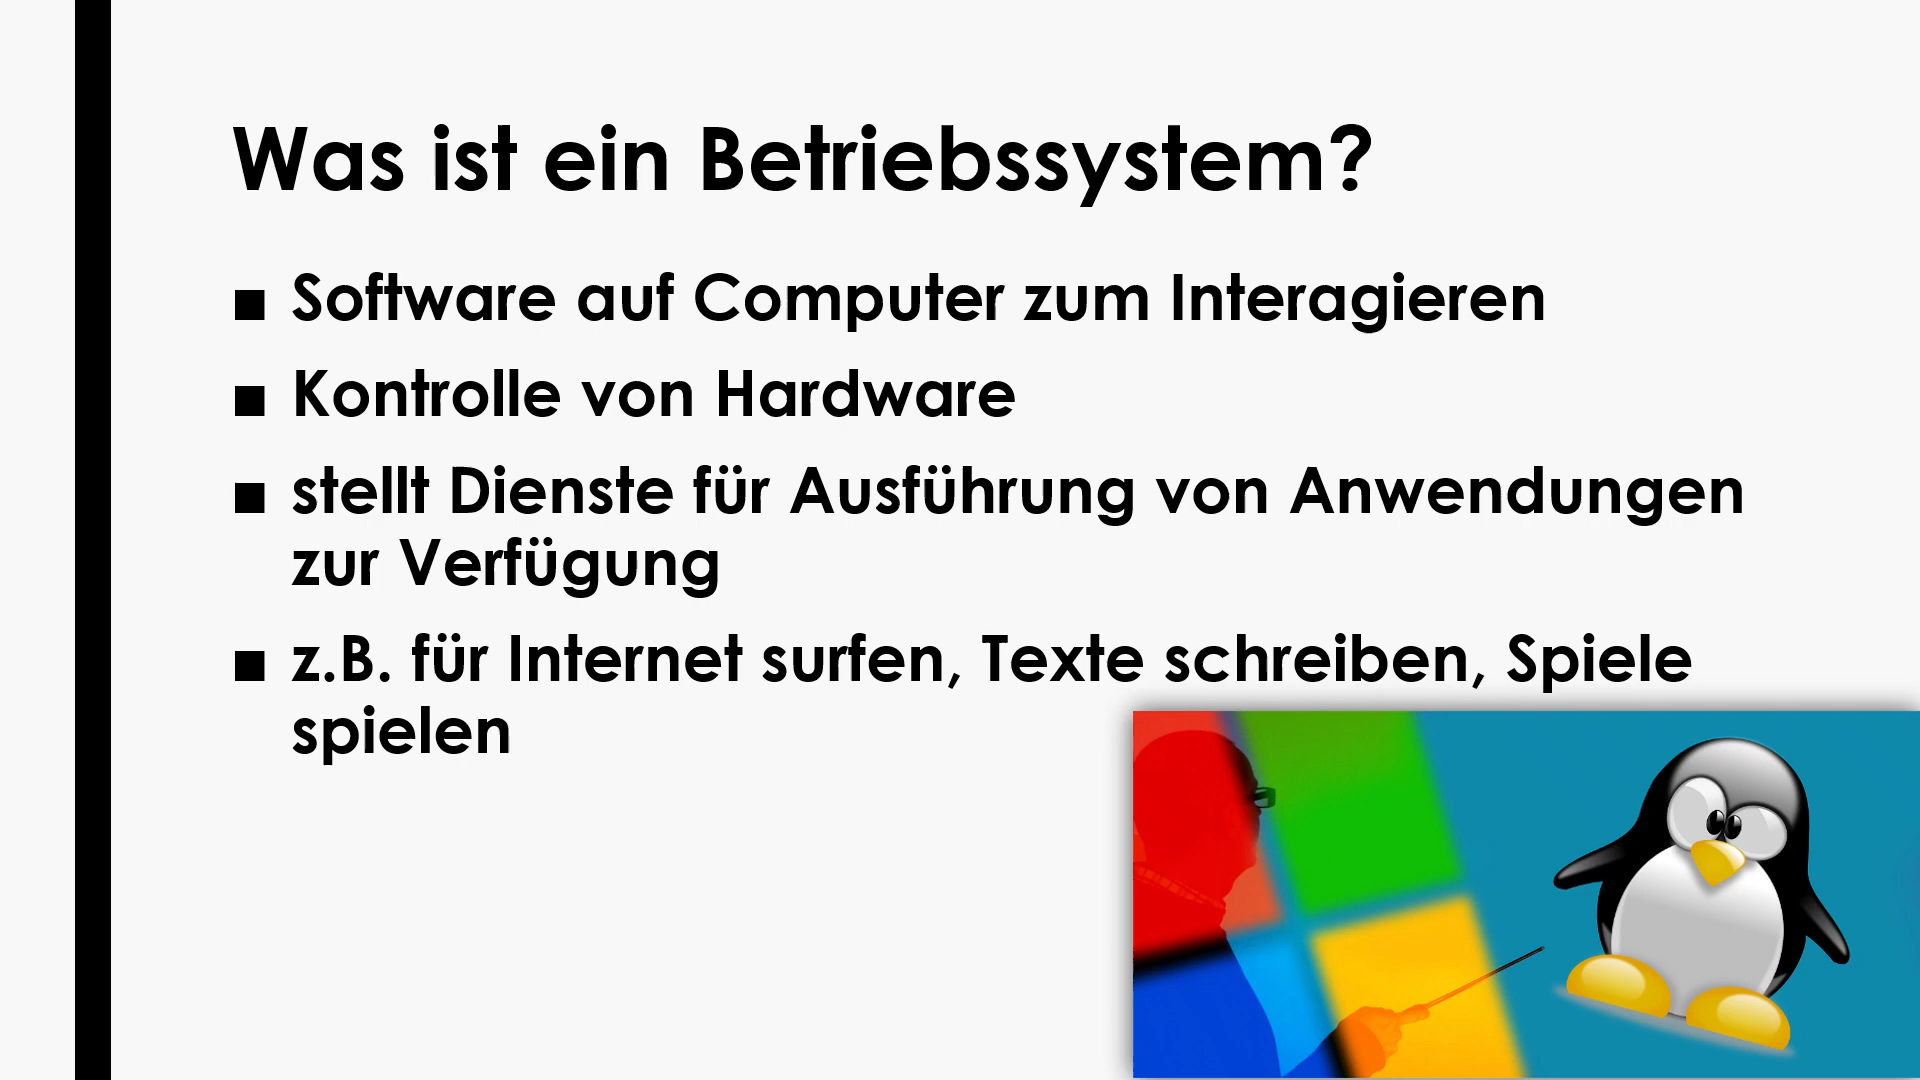 Was ist ein Betriebssystem?
■ Software auf Computer zum Interagieren
■ Kontrolle von Hardware
■ stellt Dienste für Ausführung von Anwendungen
zur Verfügung
■ z.B. für Internet surfen, Texte schreiben, Spiele
spielen